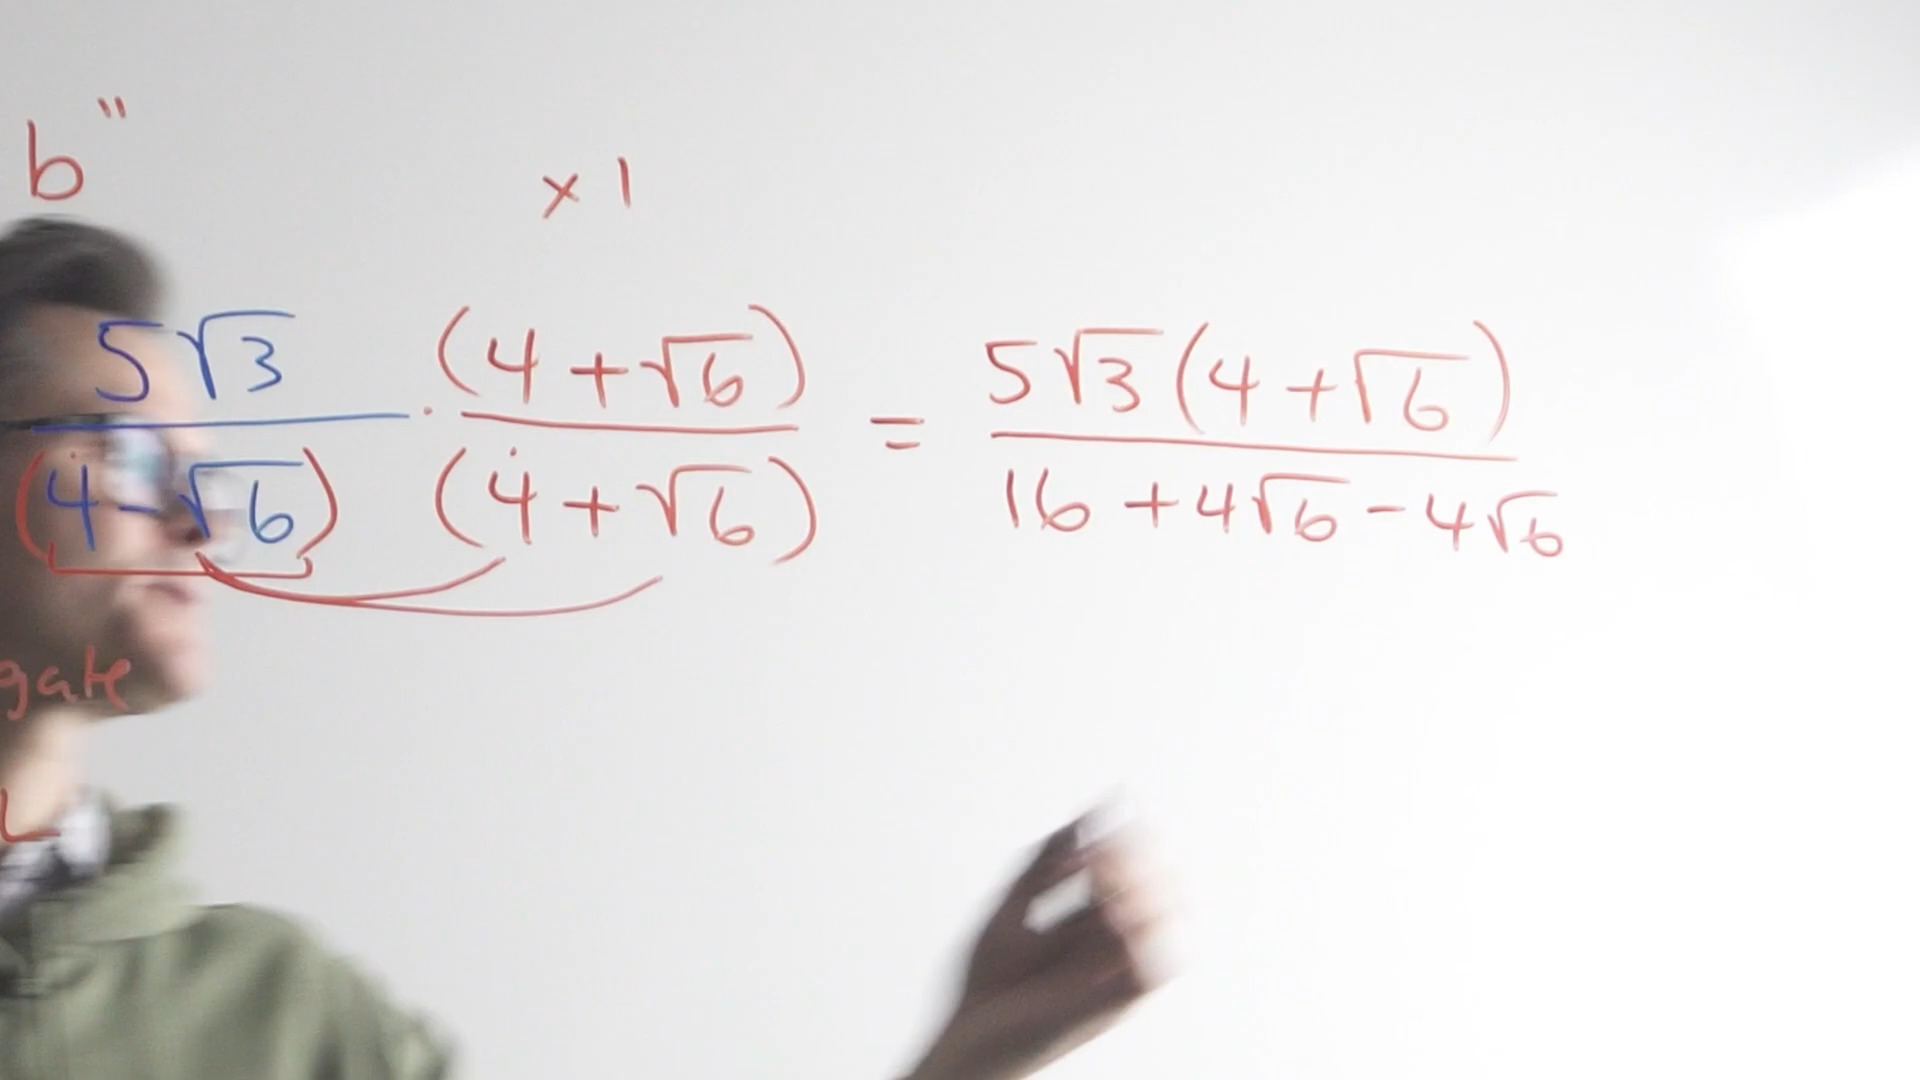 b"
× 1
5√3 / (4 - √6) · (4 + √6) / (4 + √6) = 5√3(4 + √6) / 16 + 4√6 - 4√6
gate